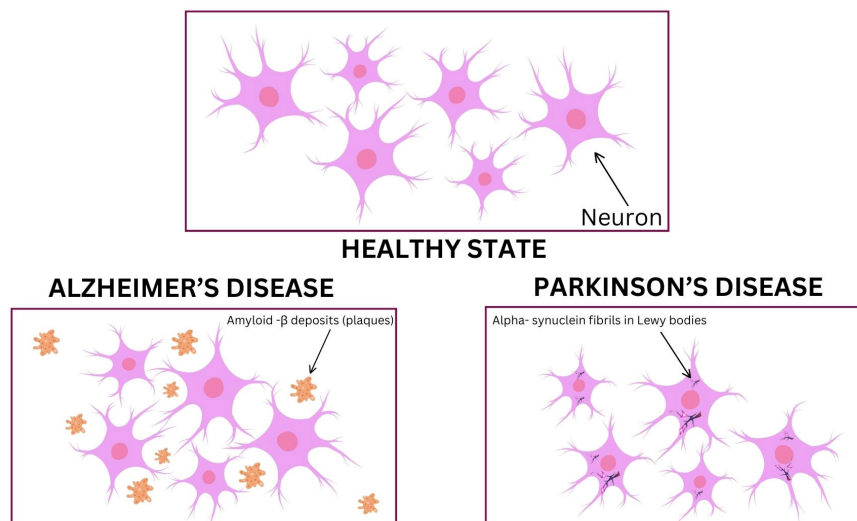 Neuron
HEALTHY STATE
ALZHEIMER’S DISEASE
PARKINSON’S DISEASE
Amyloid -β deposits (plaques)
Alpha- synuclein fibrils in Lewy bodies